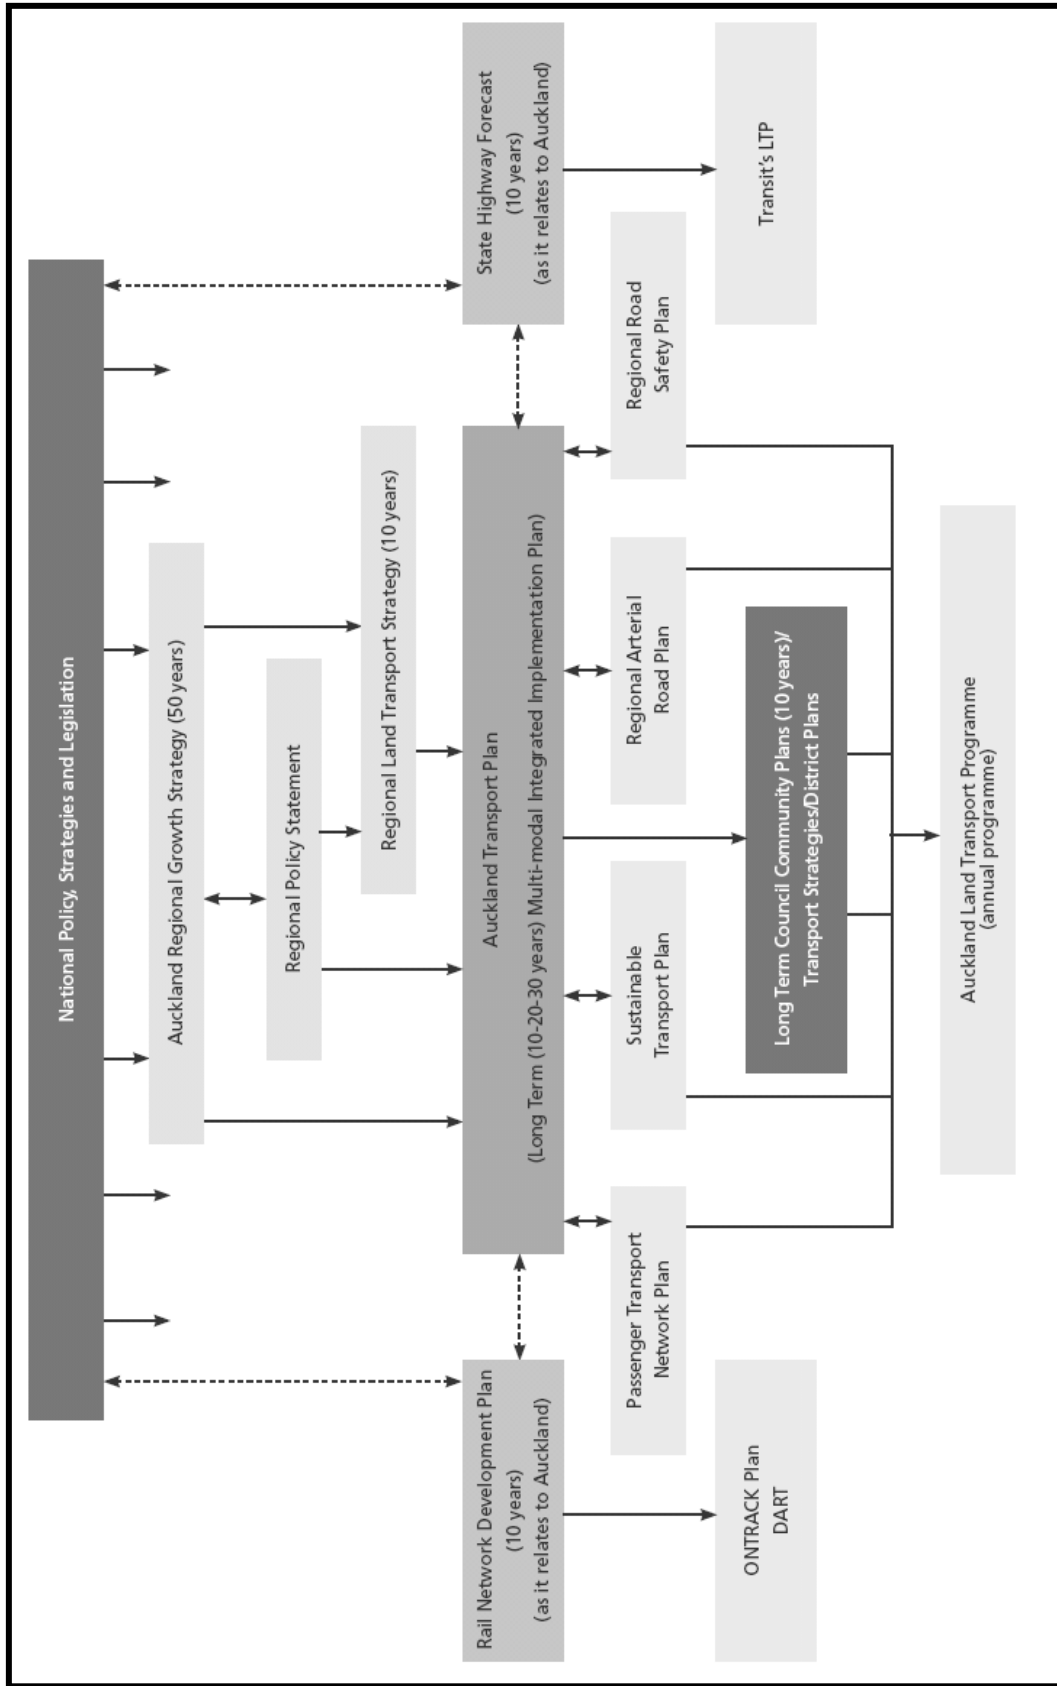 National Policy, Strategies and Legislation
Auckland Regional Growth Strategy (50 years)
Regional Policy Statement
Regional Land Transport Strategy (10 years)
Rail Network Development Plan
(10 years)
(as it relates to Auckland)
Auckland Transport Plan
(Long Term (10-20-30 years) Multi-modal Integrated Implementation Plan)
State Highway Forecast
(10 years)
(as it relates to Auckland)
Passenger Transport
Network Plan
Sustainable
Transport Plan
Regional Arterial
Road Plan
Regional Road
Safety Plan
ONTRACK Plan
DART
Long Term Council Community Plans (10 years)/
Transport Strategies/District Plans
Transit's LTP
Auckland Land Transport Programme
(annual programme)